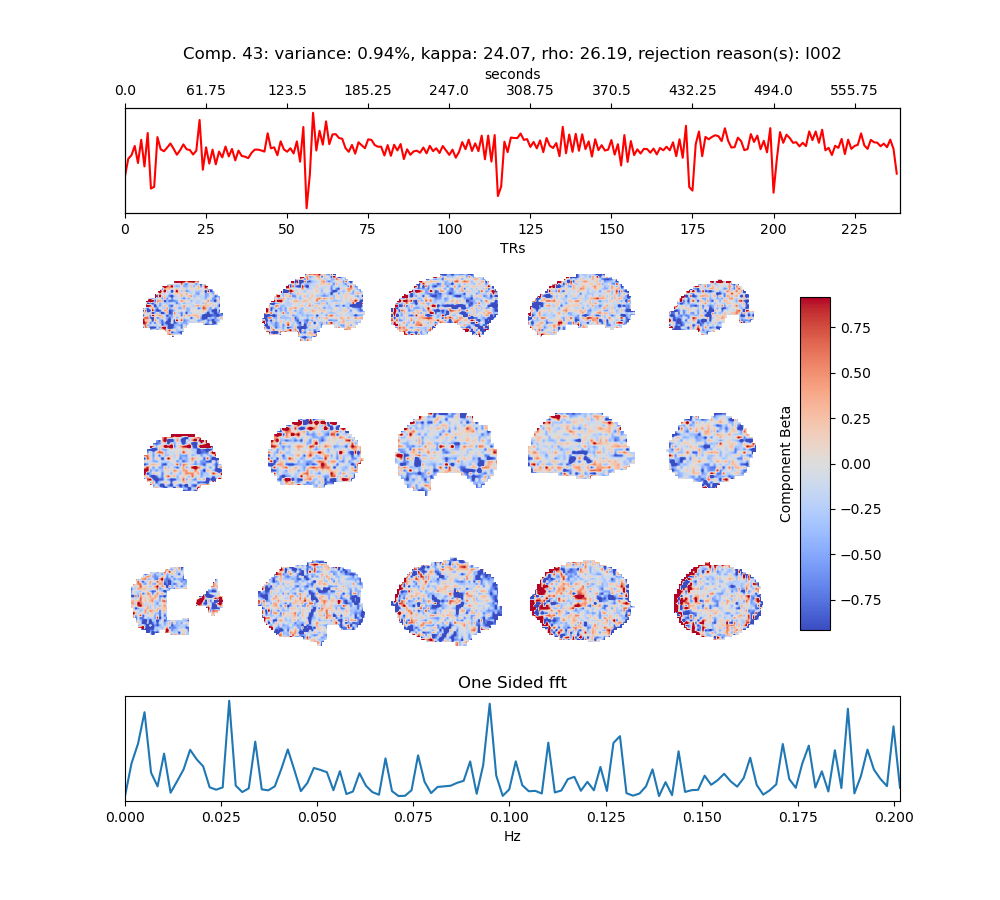 Comp. 43: variance: 0.94%, kappa: 24.07, rho: 26.19, rejection reason(s): I002
seconds
0.0 61.75 123.5 185.25 247.0 308.75 370.5 432.25 494.0 555.75
0 25 50 75 100 125 150 175 200 225
TRs
0.75
0.50
0.25
0.00
−0.25
−0.50
−0.75
Component Beta
One Sided fft
0.000 0.025 0.050 0.075 0.100 0.125 0.150 0.175 0.200
Hz